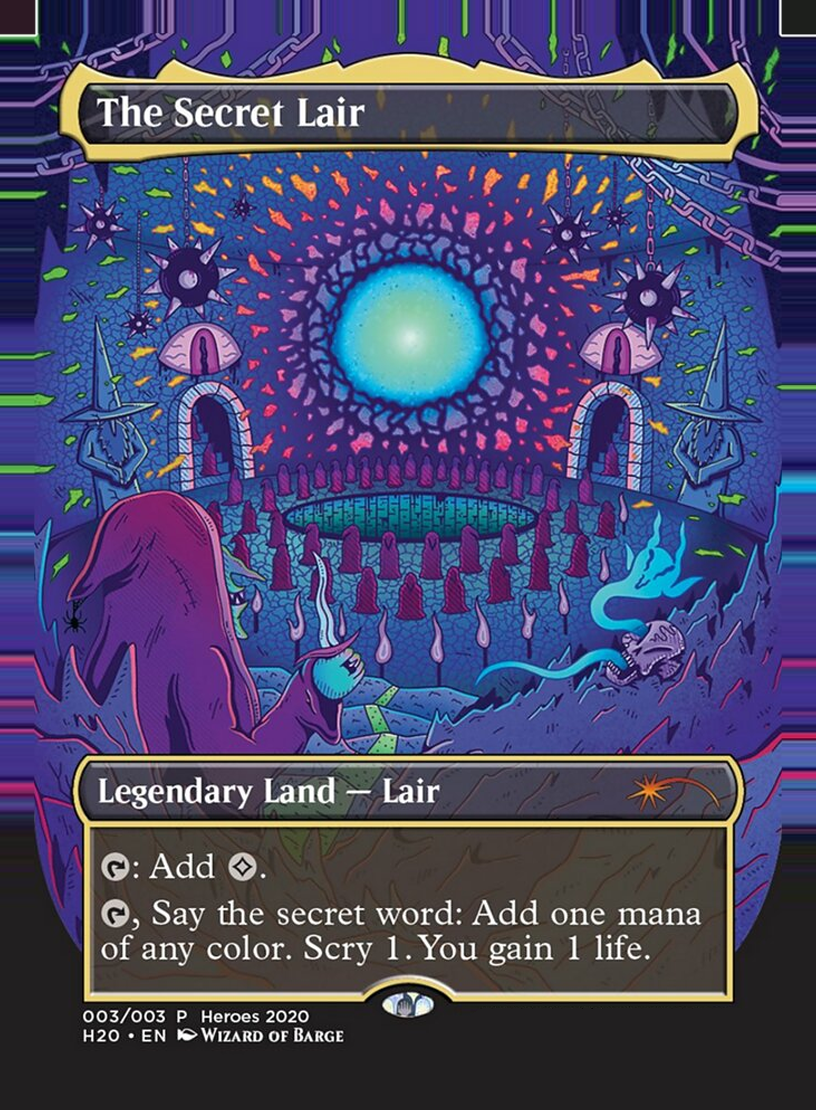 The Secret Lair
Legendary Land — Lair
: Add .
, Say the secret word: Add one mana
of any color. Scry 1. You gain 1 life.
003/003 P Heroes 2020
H20 • EN Wizard of Barge